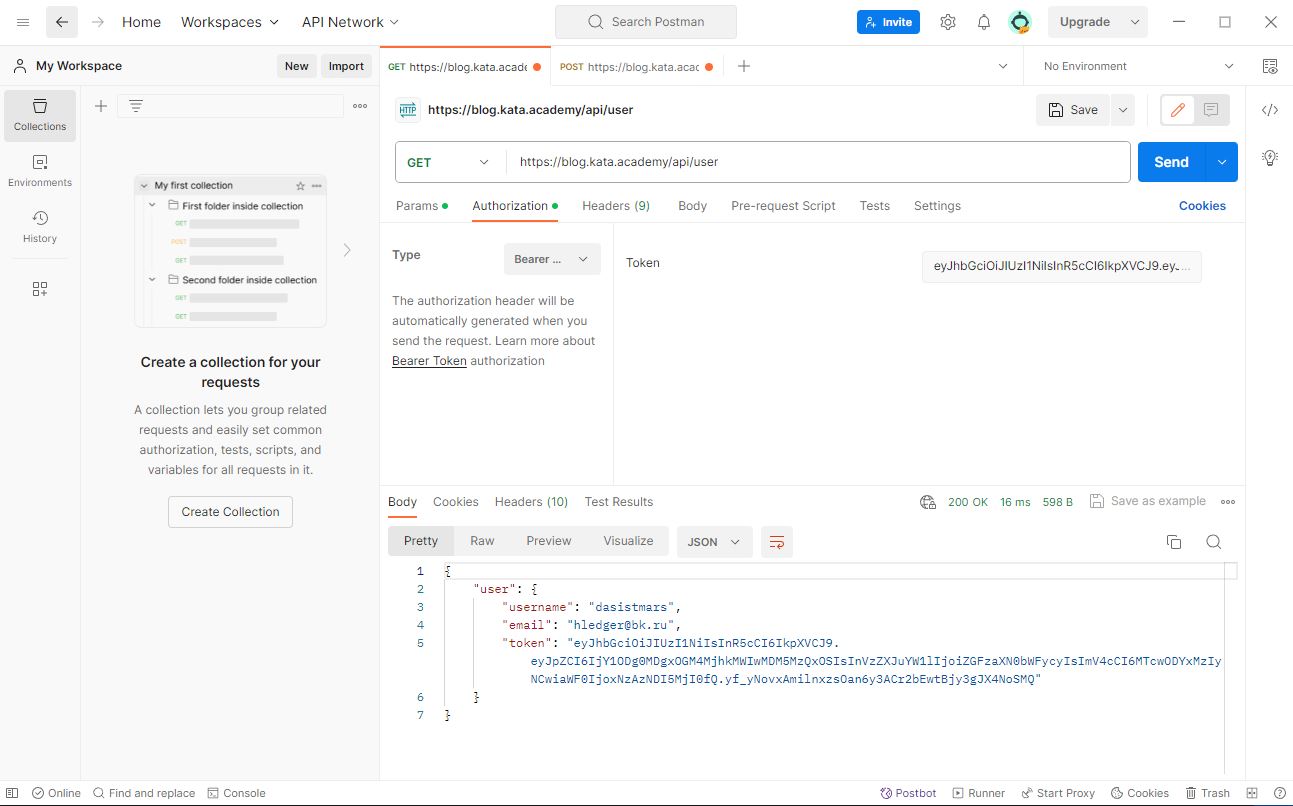 Home Workspaces API Network Search Postman Invite Upgrade
My Workspace New Import GET https://blog.kata.acade POST https://blog.kata.acac No Environment
Collections
Environments
History
My first collection
First folder inside collection
GET
POST
GET
Second folder inside collection
GET
GET
Create a collection for your
requests
A collection lets you group related
requests and easily set common
authorization, tests, scripts, and
variables for all requests in it.
Create Collection
HTTP https://blog.kata.academy/api/user Save
GET https://blog.kata.academy/api/user Send
Params Authorization Headers (9) Body Pre-request Script Tests Settings Cookies
Type Bearer ... Token eyJhbGciOiJIUzI1NiIsInR5cCI6IkpXVCJ9.ey...
The authorization header will be
automatically generated when you
send the request. Learn more about
Bearer Token authorization
Body Cookies Headers (10) Test Results 200 OK 16 ms 598 B Save as example
Pretty Raw Preview Visualize JSON
1 {
2 "user": {
3 "username": "dasistmars",
4 "email": "hledger@bk.ru",
5 "token": "eyJhbGciOiJIUzI1NiIsInR5cCI6IkpXVCJ9.
eyJpZCI6IjY1ODg0MDgxOGM4MjhkMWIwMDM5MzQxOSIsInVzZXJuYW1lIjoiZGFzaXN0bWFycyIsImV4cCI6MTcwODYxMzIy
NCwiaWF0IjoxNzAzNDI5MjI0fQ.yf_yNovxAmilnxzsOan6y3ACr2bEwtBjy3gJX4NoSMQ"
6 }
7 }
Online Find and replace Console Postbot Runner Start Proxy Cookies Trash